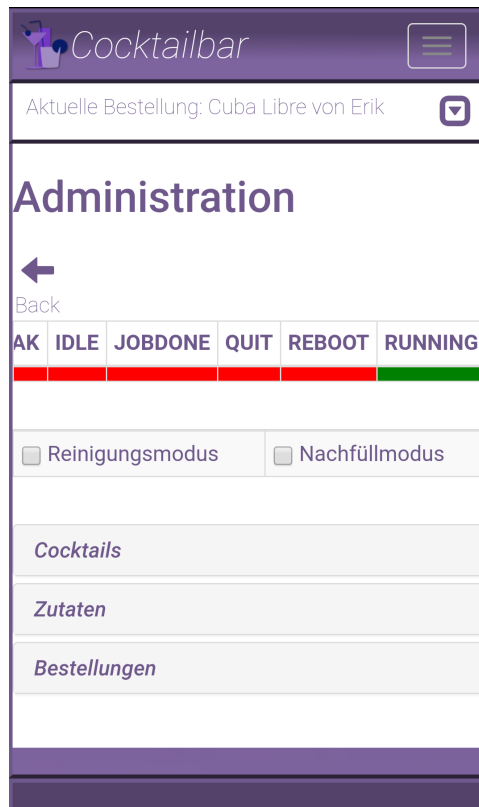 Cocktailbar
Aktuelle Bestellung: Cuba Libre von Erik
Administration
Back
AK IDLE JOBDONE QUIT REBOOT RUNNING
Reinigungsmodus Nachfüllmodus
Cocktails
Zutaten
Bestellungen